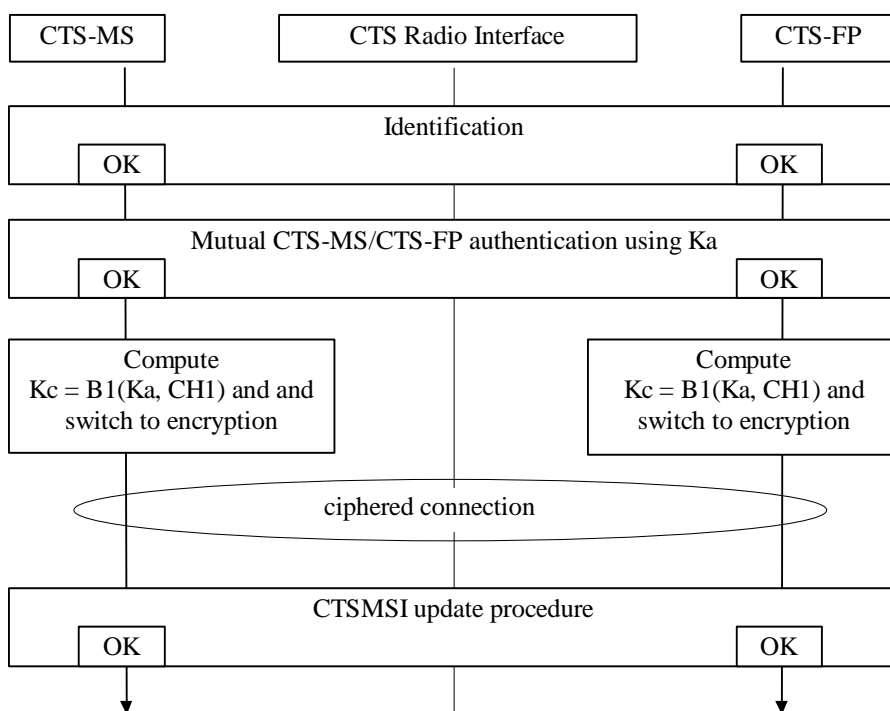 CTS-MS
CTS Radio Interface
CTS-FP
Identification
OK
OK
Mutual CTS-MS/CTS-FP authentication using Ka
OK
OK
Compute
Kc = B1(Ka, CH1) and and
switch to encryption
Compute
Kc = B1(Ka, CH1) and
switch to encryption
ciphered connection
CTSMSI update procedure
OK
OK